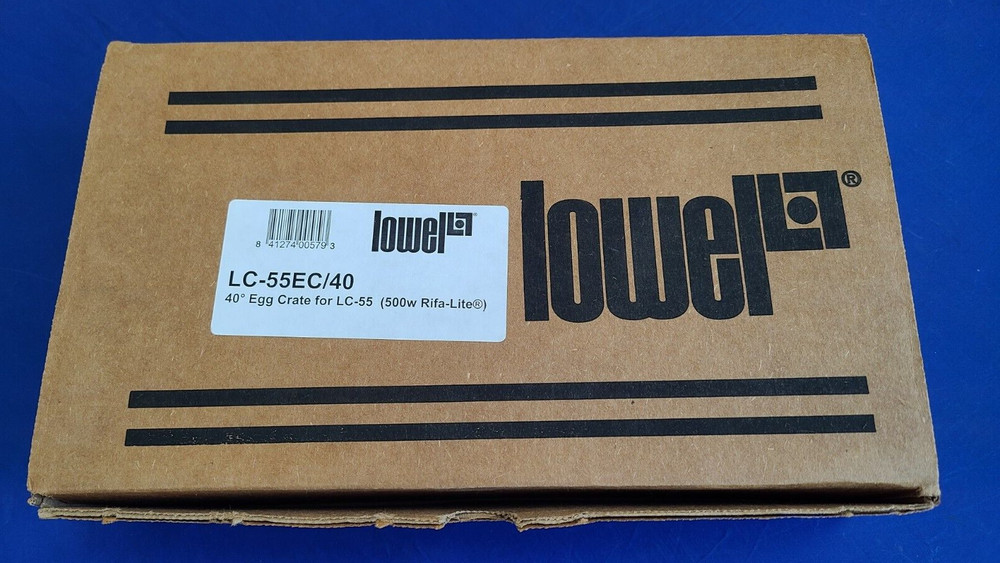 8 41274 00579 3
lowel
LC-55EC/40
40° Egg Crate for LC-55 (500w Rifa-Lite®)
lowel®